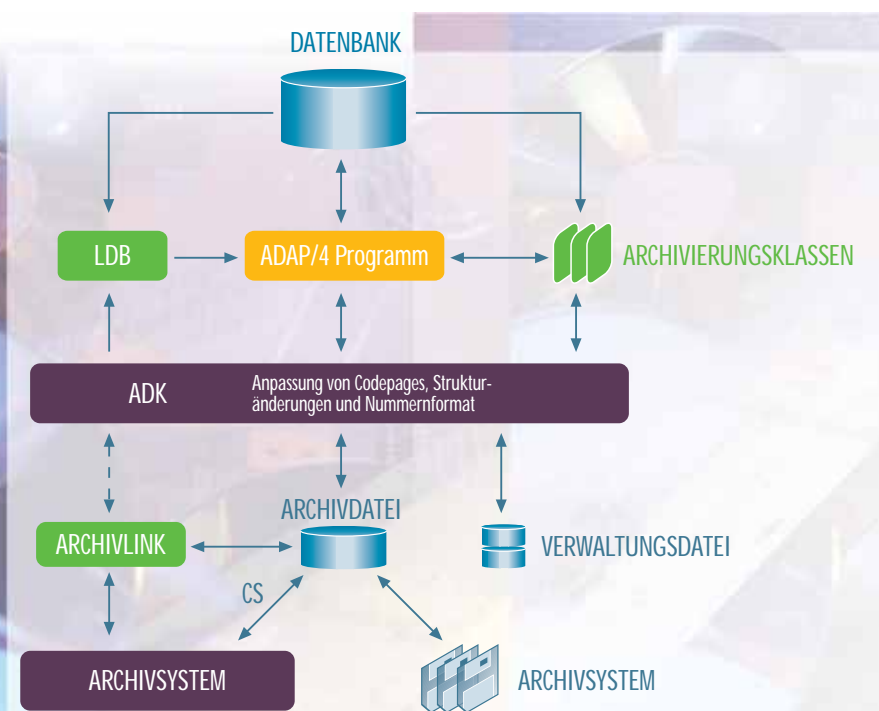 DATENBANK
LDB
ADAP/4 Programm
ARCHIVIERUNGSKLASSEN
ADK
Anpassung von Codepages, Struktur-
änderungen und Nummernformat
ARCHIVDATEI
ARCHIVLINK
VERWALTUNGSDATEI
CS
ARCHIVSYSTEM
ARCHIVSYSTEM